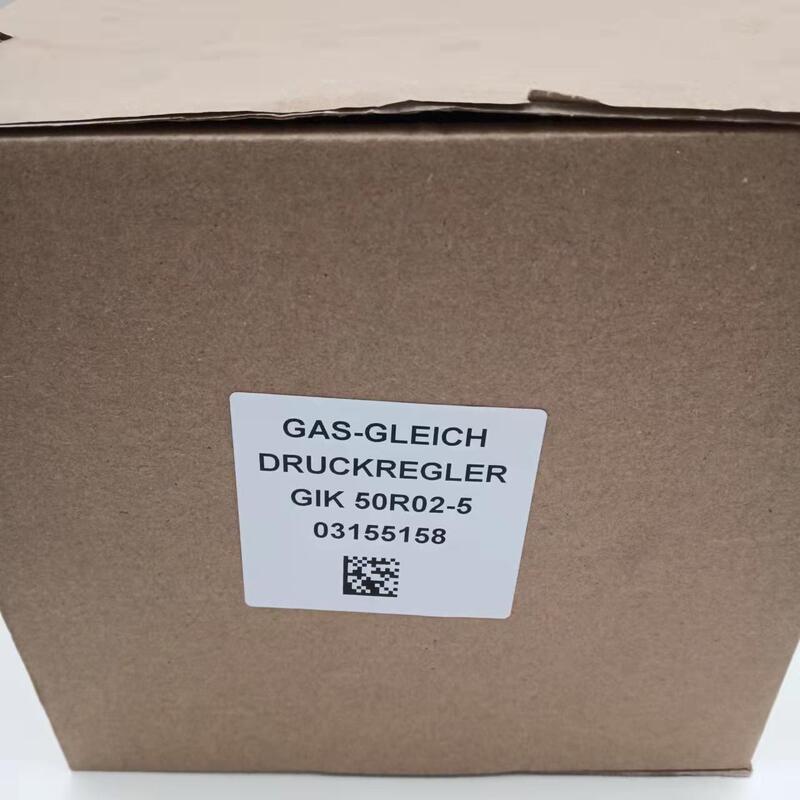 GAS-GLEICH
DRUCKREGLER
GIK 50R02-5
03155158